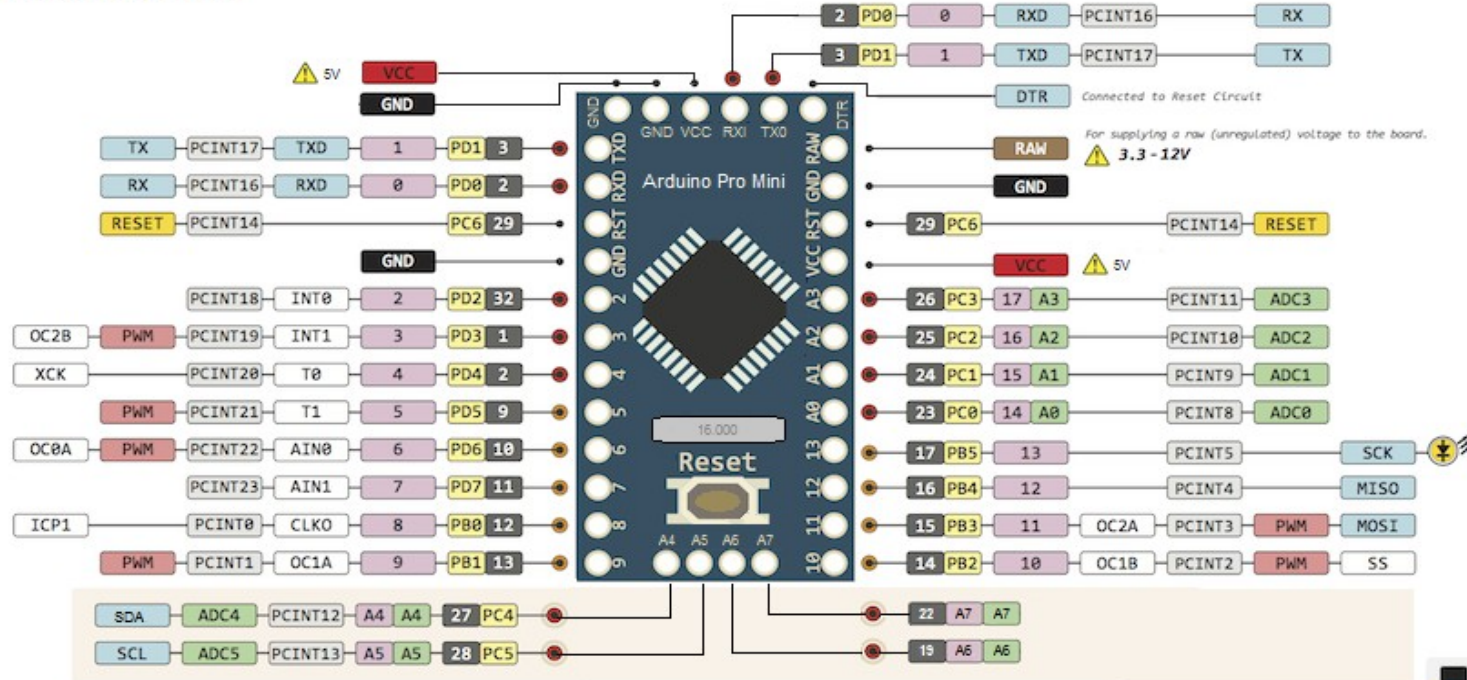 2 PD0 0 RXD PCINT16 RX
3 PD1 1 TXD PCINT17 TX
5V VCC
GND
DTR Connected to Reset Circuit
GND GND VCC RXI TX0 DTR
TX PCINT17 TXD 1 PD1 3 TXD
RAW RAW For supplying a raw (unregulated) voltage to the board.
3.3-12V
Arduino Pro Mini
RX PCINT16 RXD 0 PD0 2 RXD
GND GND
RESET PCINT14 PC6 29 RST
RST 29 PC6 PCINT14 RESET
GND GND
VCC VCC 5V
PCINT18 INT0 2 PD2 32 2
A3 26 PC3 17 A3 PCINT11 ADC3
OC2B PWM PCINT19 INT1 3 PD3 1 3
A2 25 PC2 16 A2 PCINT10 ADC2
XCK PCINT20 T0 4 PD4 2 4
A1 24 PC1 15 A1 PCINT9 ADC1
PWM PCINT21 T1 5 PD5 9 5
A0 23 PC0 14 A0 PCINT8 ADC0
16.000
OC0A PWM PCINT22 AIN0 6 PD6 10 6
13 17 PB5 13 PCINT5 SCK
Reset
PCINT23 AIN1 7 PD7 11 7
12 16 PB4 12 PCINT4 MISO
ICP1 PCINT0 CLKO 8 PB0 12 8
11 15 PB3 11 OC2A PCINT3 PWM MOSI
A4 A5 A6 A7
PWM PCINT1 OC1A 9 PB1 13 9
10 14 PB2 10 OC1B PCINT2 PWM SS
SDA ADC4 PCINT12 A4 A4 27 PC4
22 A7 A7
SCL ADC5 PCINT13 A5 A5 28 PC5
19 A6 A6